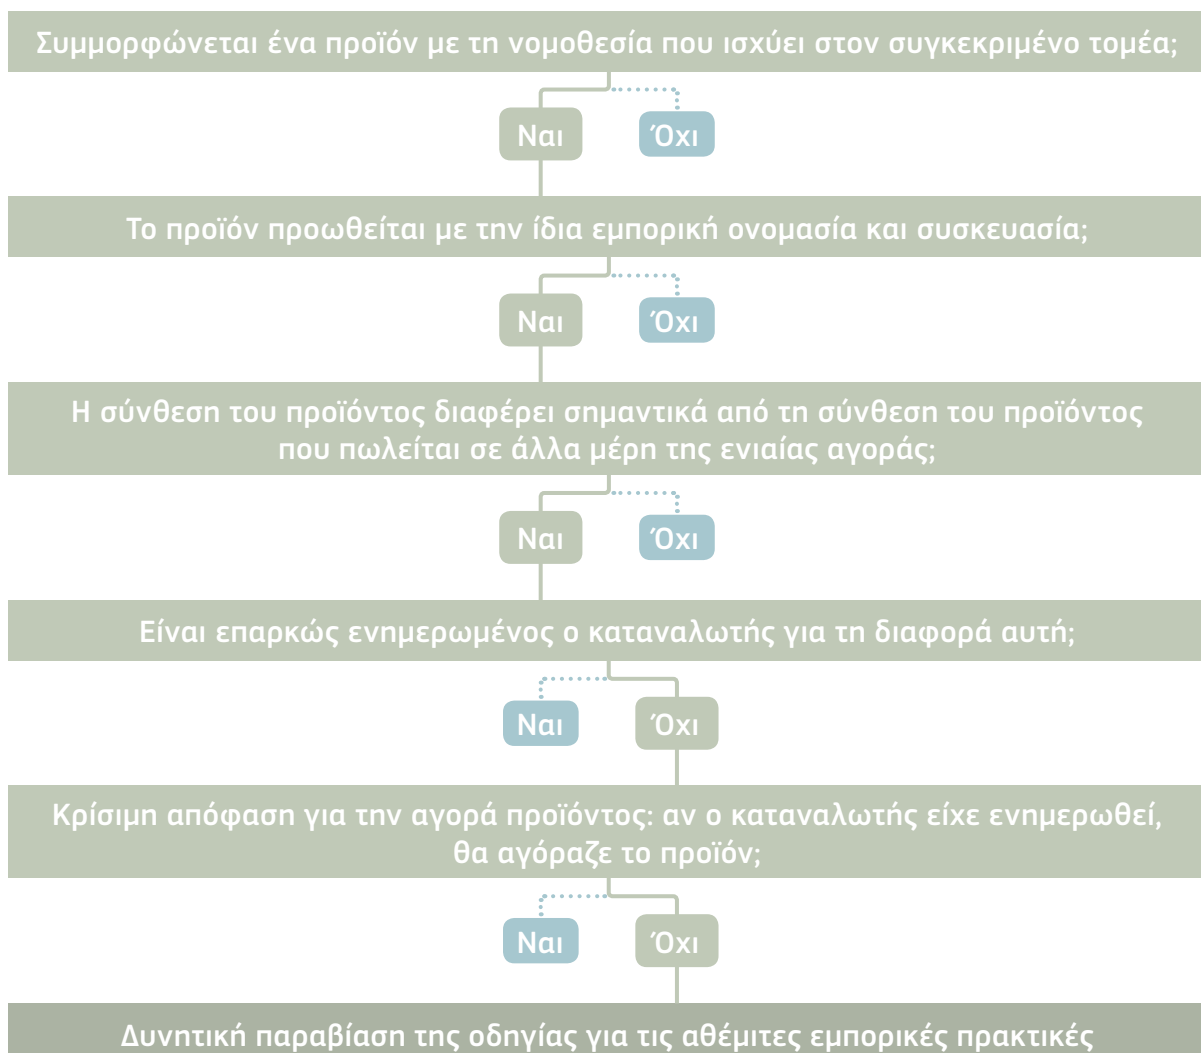 Συμμορφώνεται ένα προϊόν με τη νομοθεσία που ισχύει στον συγκεκριμένο τομέα;
Ναι Όχι
Το προϊόν προωθείται με την ίδια εμπορική ονομασία και συσκευασία;
Ναι Όχι
Η σύνθεση του προϊόντος διαφέρει σημαντικά από τη σύνθεση του προϊόντος
που πωλείται σε άλλα μέρη της ενιαίας αγοράς;
Ναι Όχι
Είναι επαρκώς ενημερωμένος ο καταναλωτής για τη διαφορά αυτή;
Ναι Όχι
Κρίσιμη απόφαση για την αγορά προϊόντος: αν ο καταναλωτής είχε ενημερωθεί,
θα αγόραζε το προϊόν;
Ναι Όχι
Δυνητική παραβίαση της οδηγίας για τις αθέμιτες εμπορικές πρακτικές